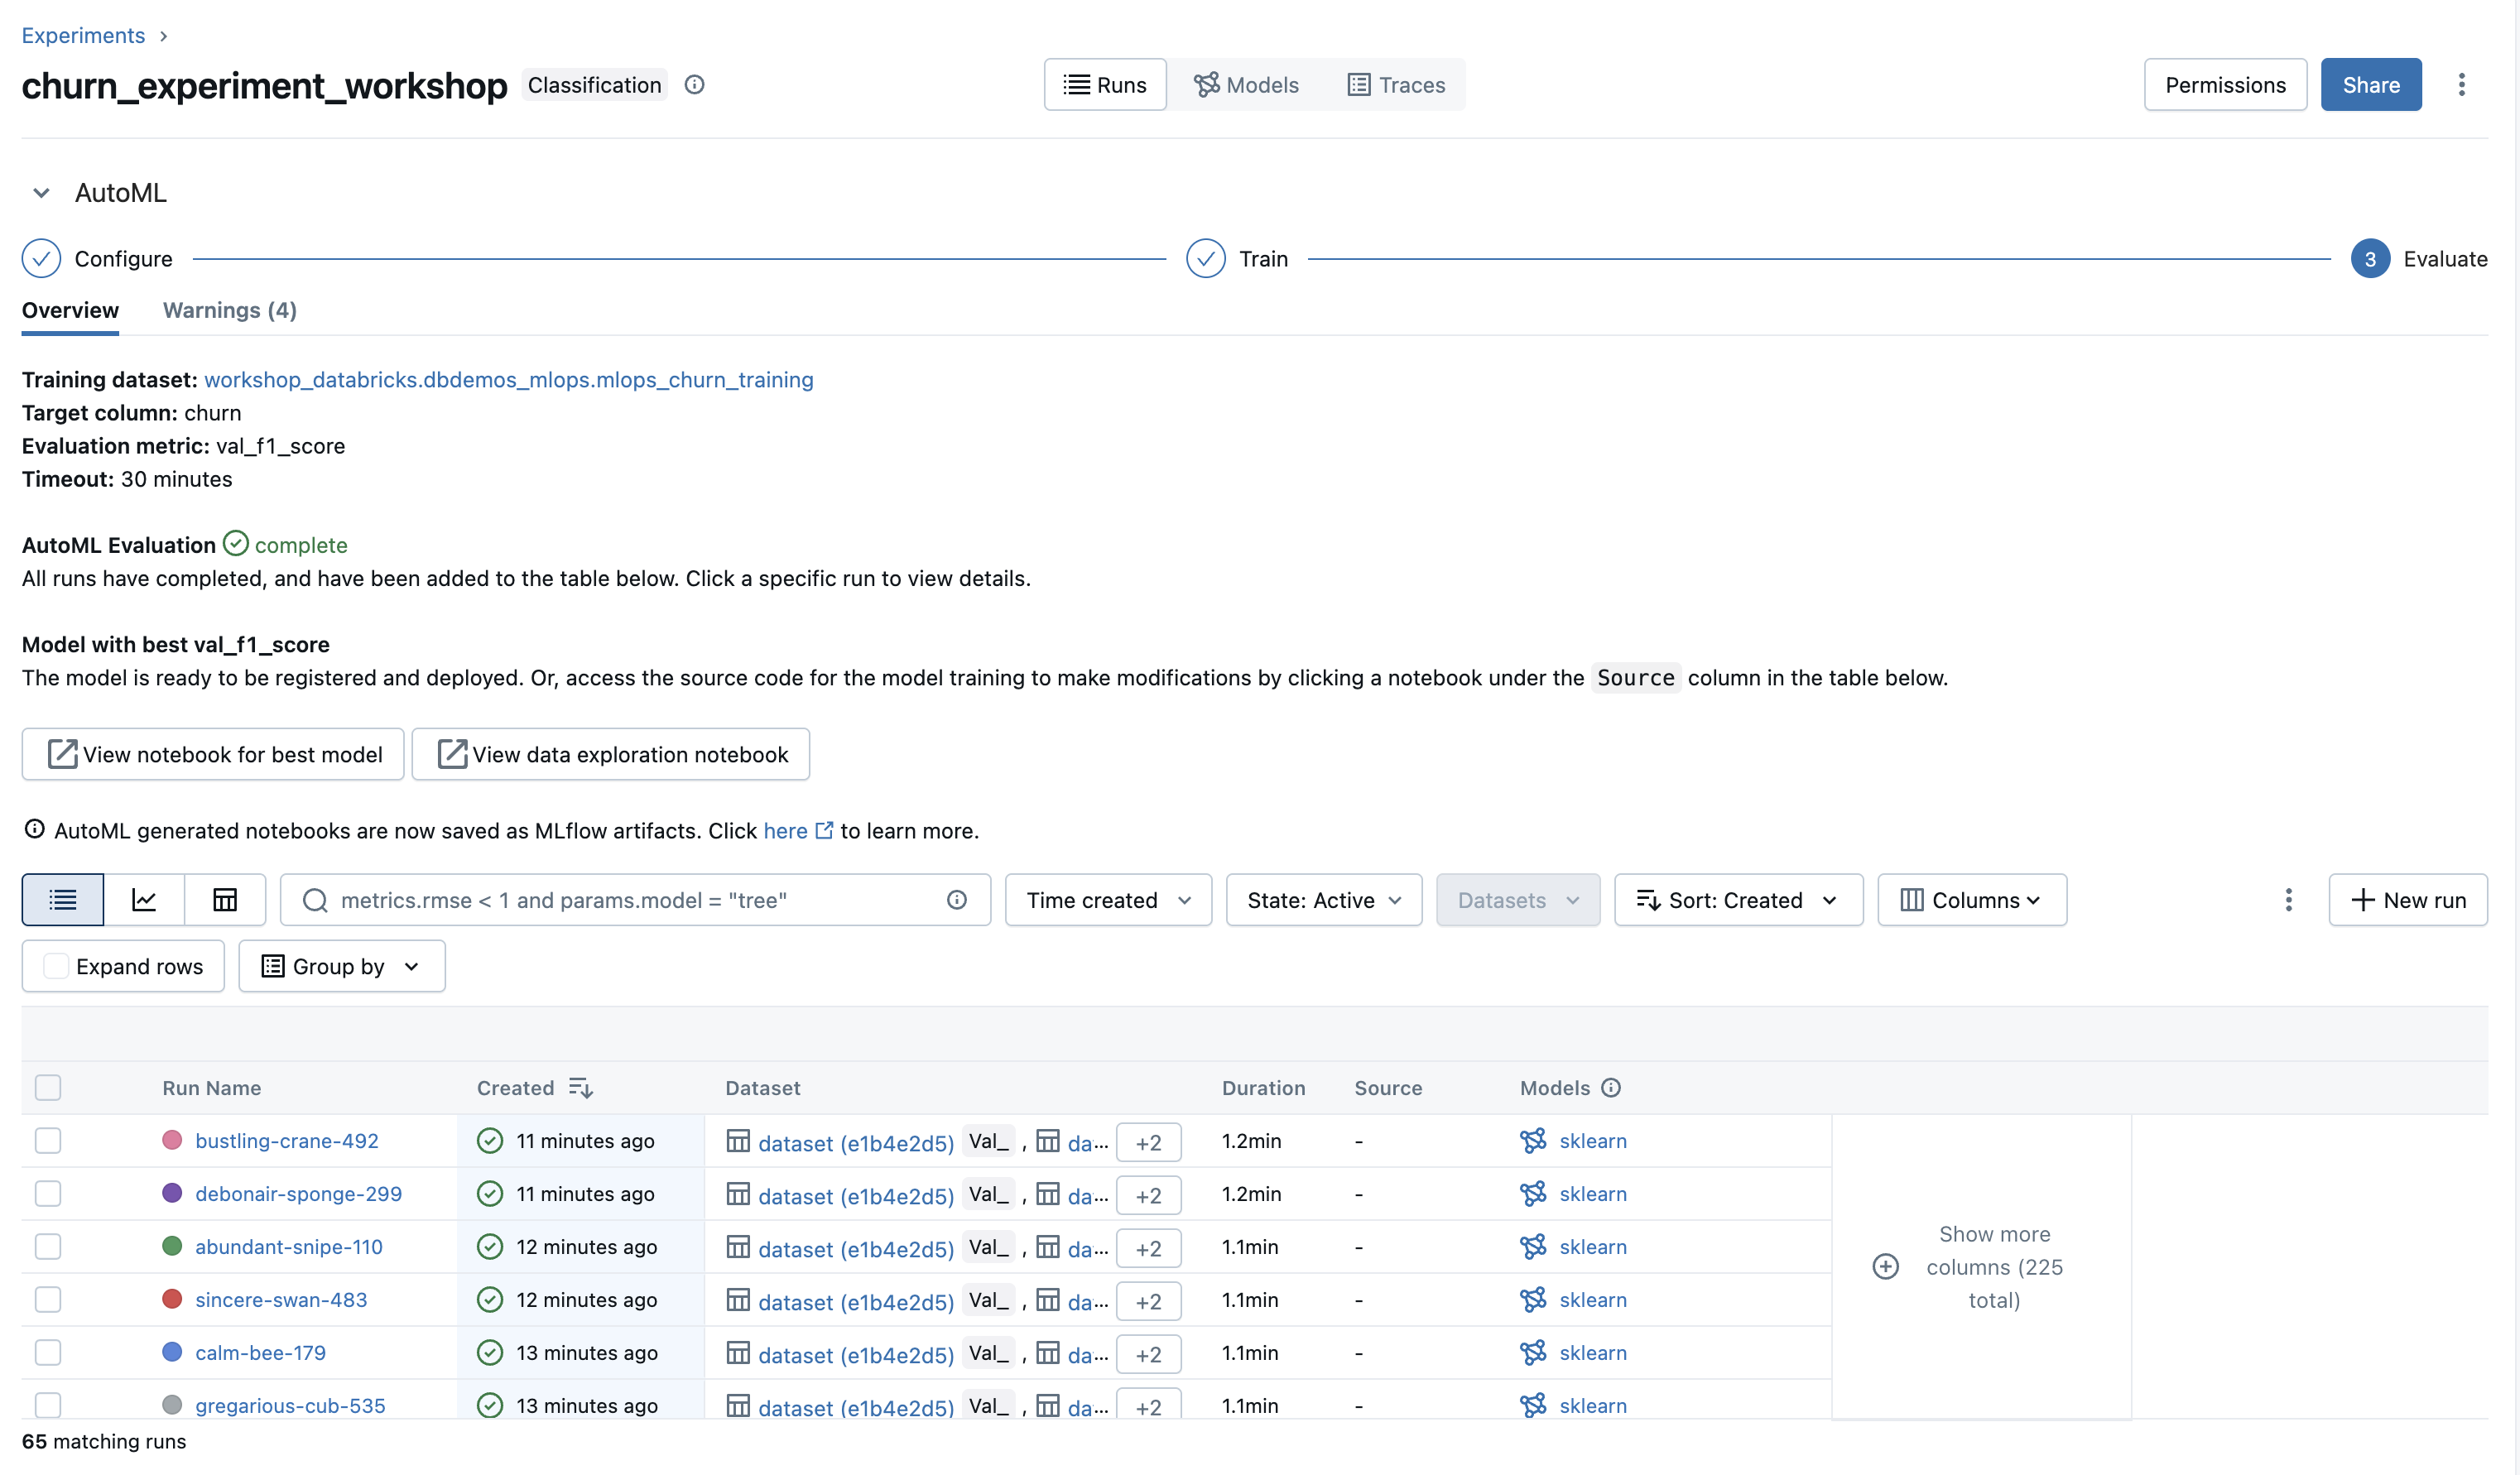 Experiments ›
churn_experiment_workshop Classification Runs Models Traces Permissions Share
AutoML
Configure Train 3 Evaluate
Overview Warnings (4)
Training dataset: workshop_databricks.dbdemos_mlops.mlops_churn_training
Target column: churn
Evaluation metric: val_f1_score
Timeout: 30 minutes
AutoML Evaluation complete
All runs have completed, and have been added to the table below. Click a specific run to view details.
Model with best val_f1_score
The model is ready to be registered and deployed. Or, access the source code for the model training to make modifications by clicking a notebook under the Source column in the table below.
View notebook for best model View data exploration notebook
AutoML generated notebooks are now saved as MLflow artifacts. Click here to learn more.
metrics.rmse < 1 and params.model = "tree" Time created State: Active Datasets Sort: Created Columns New run
Expand rows Group by
Run Name Created Dataset Duration Source Models
bustling-crane-492 11 minutes ago dataset (e1b4e2d5) Val_ , da... +2 1.2min - sklearn
debonair-sponge-299 11 minutes ago dataset (e1b4e2d5) Val_ , da... +2 1.2min - sklearn
abundant-snipe-110 12 minutes ago dataset (e1b4e2d5) Val_ , da... +2 1.1min - sklearn
sincere-swan-483 12 minutes ago dataset (e1b4e2d5) Val_ , da... +2 1.1min - sklearn
calm-bee-179 13 minutes ago dataset (e1b4e2d5) Val_ , da... +2 1.1min - sklearn
gregarious-cub-535 13 minutes ago dataset (e1b4e2d5) Val_ , da... +2 1.1min - sklearn
Show more
columns (225
total)
65 matching runs